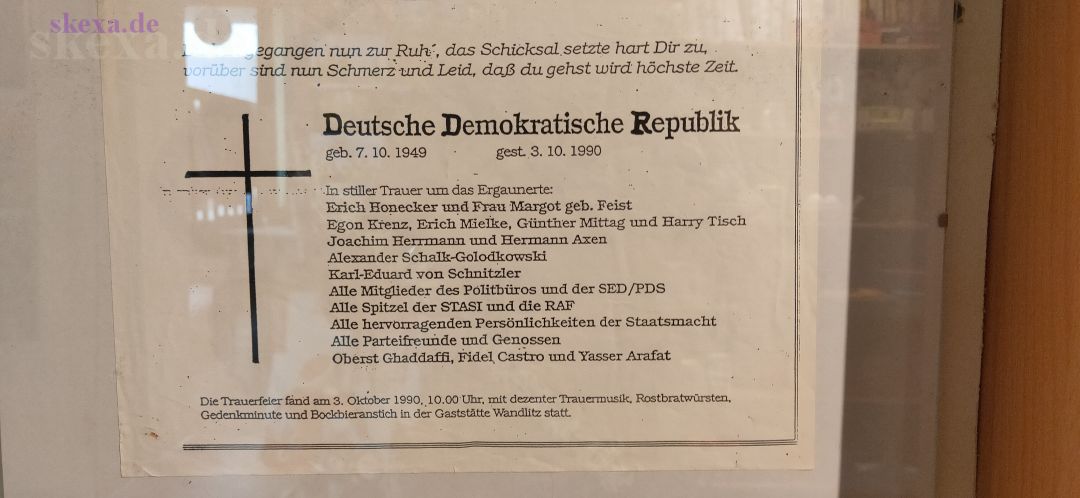 skexa.de
skexa
gegangen nun zur Ruh', das Schicksal setzte hart Dir zu,
vorüber sind nun Schmerz und Leid, daß du gehst wird höchste Zeit.
Deutsche Demokratische Republik
geb. 7. 10. 1949 gest. 3. 10. 1990
In stiller Trauer um das Ergaunerte:
Erich Honecker und Frau Margot geb. Feist
Egon Krenz, Erich Mielke, Günther Mittag und Harry Tisch
Joachim Herrmann und Hermann Axen
Alexander Schalk-Golodkowski
Karl-Eduard von Schnitzler
Alle Mitglieder des Politbüros und der SED/PDS
Alle Spitzel der STASI und die RAF
Alle hervorragenden Persönlichkeiten der Staatsmacht
Alle Parteifreunde und Genossen
Oberst Ghaddaffi, Fidel Castro und Yasser Arafat
Die Trauerfeier fand am 3. Oktober 1990, 10.00 Uhr, mit dezenter Trauermusik, Rostbratwürsten,
Gedenkminute und Bockbieranstich in der Gaststätte Wandlitz statt.